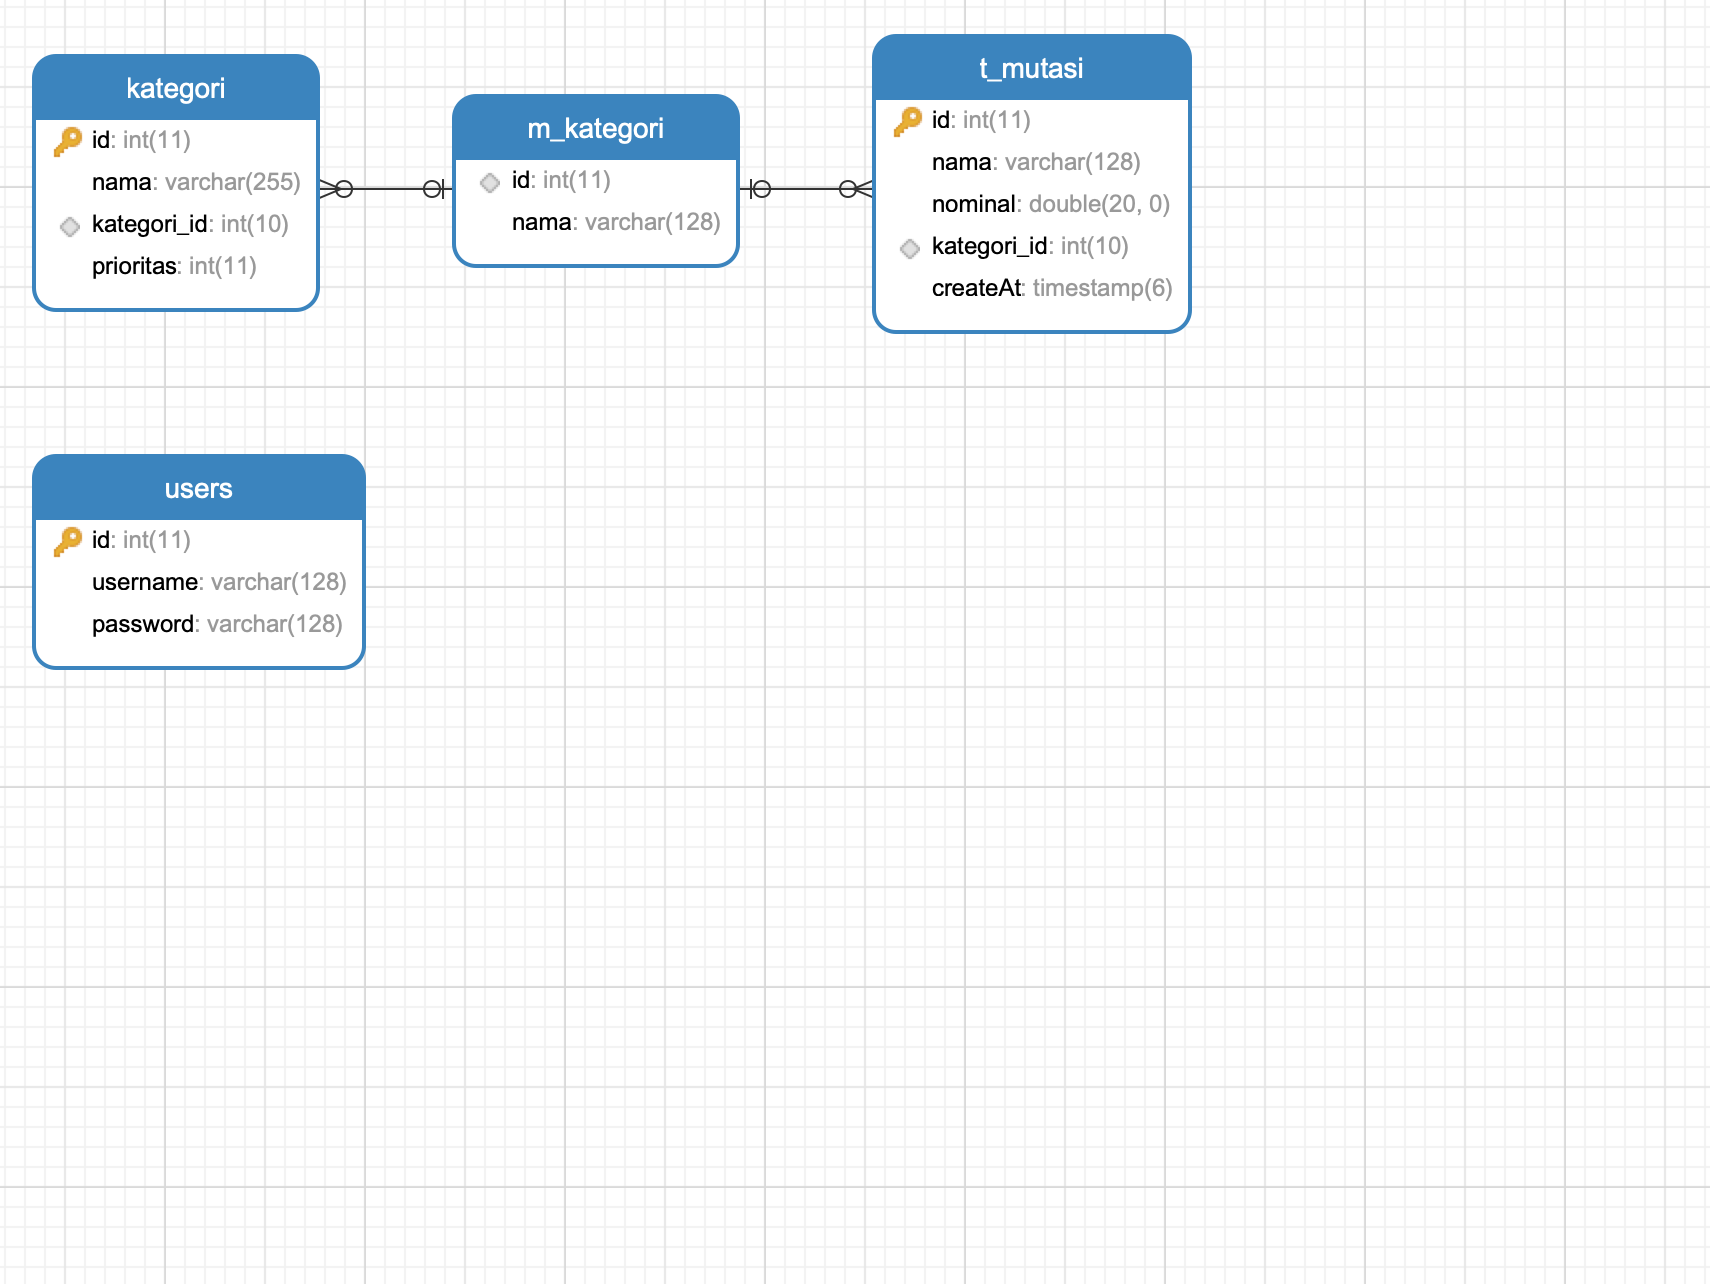 kategori
id: int(11)
nama: varchar(255)
kategori_id: int(10)
prioritas: int(11)
m_kategori
id: int(11)
nama: varchar(128)
t_mutasi
id: int(11)
nama: varchar(128)
nominal: double(20, 0)
kategori_id: int(10)
createAt: timestamp(6)
users
id: int(11)
username: varchar(128)
password: varchar(128)